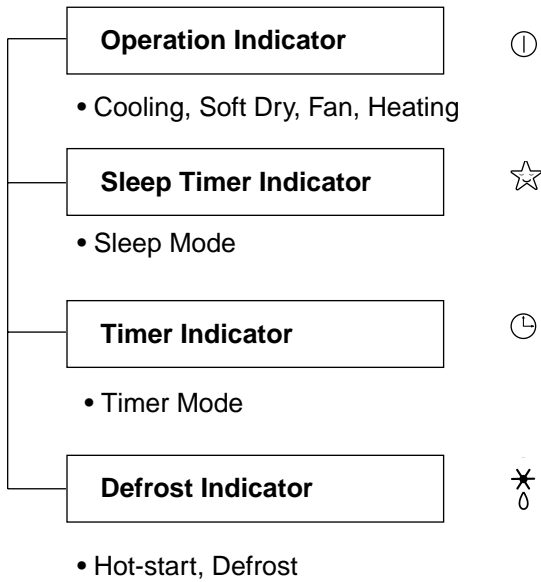 Operation Indicator
• Cooling, Soft Dry, Fan, Heating
Sleep Timer Indicator
• Sleep Mode
Timer Indicator
• Timer Mode
Defrost Indicator
• Hot-start, Defrost